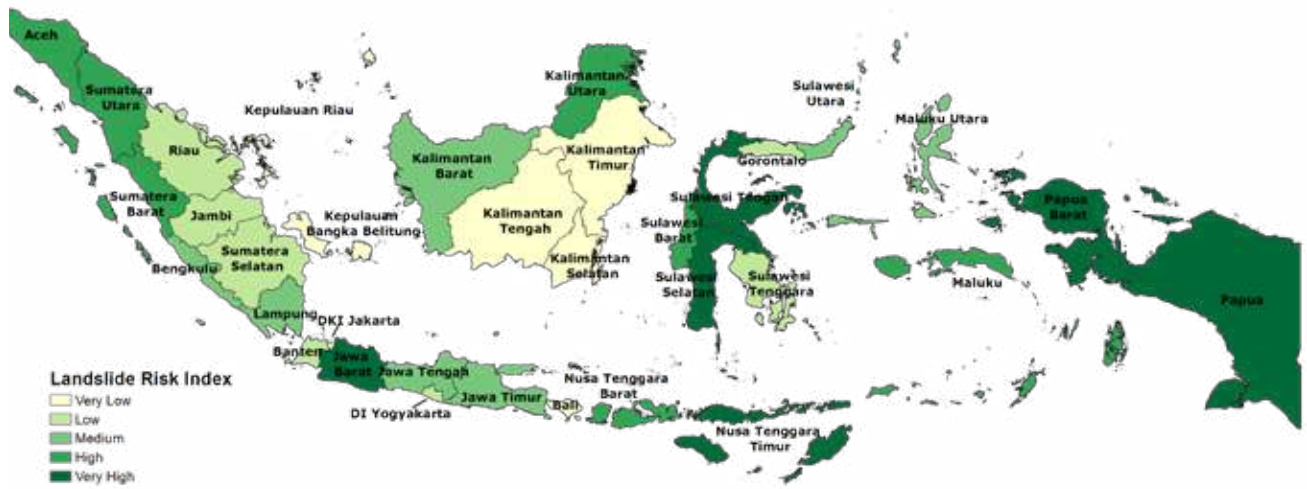 Aceh
Sumatera
Utara
Kepulauan Riau
Riau
Sumatera
Barat
Jambi
Kepulauan
Bangka Belitung
Sumatera
Selatan
Bengkulu
Lampung
DKI Jakarta
Banten
Jawa
Barat
Jawa Tengah
DI Yogyakarta
Jawa Timur
Bali
Nusa Tenggara
Barat
Nusa Tenggara
Timur
Kalimantan
Utara
Kalimantan
Barat
Kalimantan
Timur
Kalimantan
Tengah
Kalimantan
Selatan
Sulawesi
Utara
Gorontalo
Sulawesi Tengah
Sulawesi
Barat
Sulawesi
Selatan
Sulawesi
Tenggara
Maluku Utara
Maluku
Papua
Barat
Papua
Landslide Risk Index
Very Low
Low
Medium
High
Very High